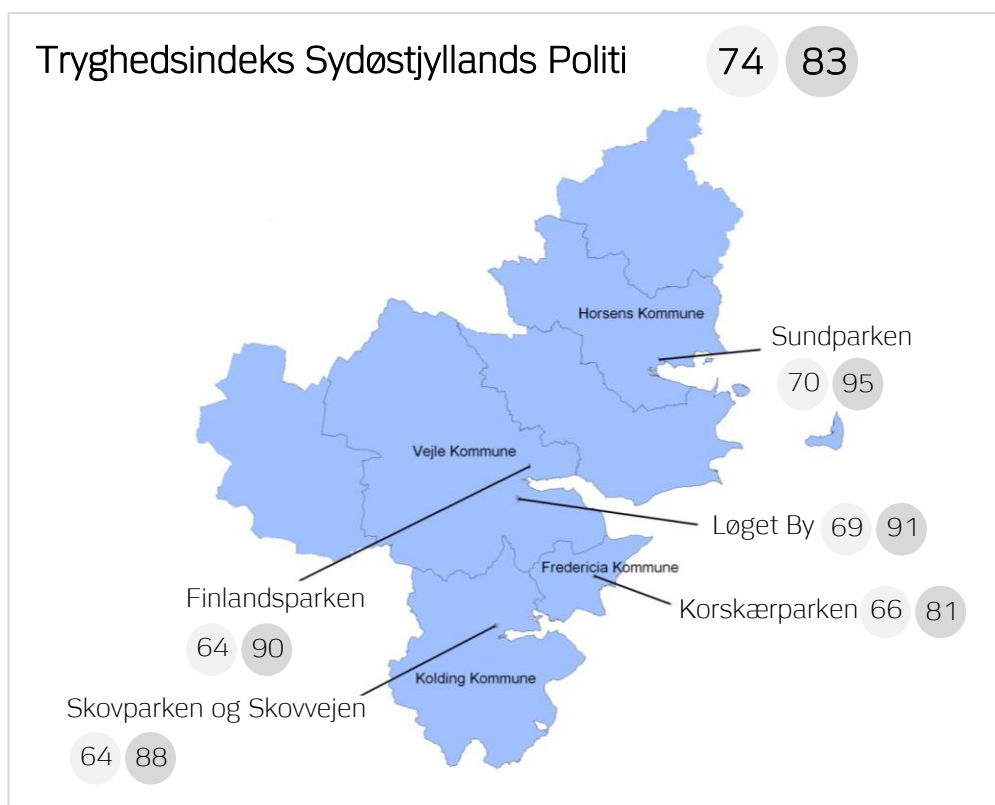 Tryghedsindeks Sydøstjyllands Politi 74 83
Horsens Kommune
Sundparken
70 95
Vejle Kommune
Løget By 69 91
Fredericia Kommune
Finlandsparken
64 90
Korskærparken 66 81
Kolding Kommune
Skovparken og Skovvejen
64 88